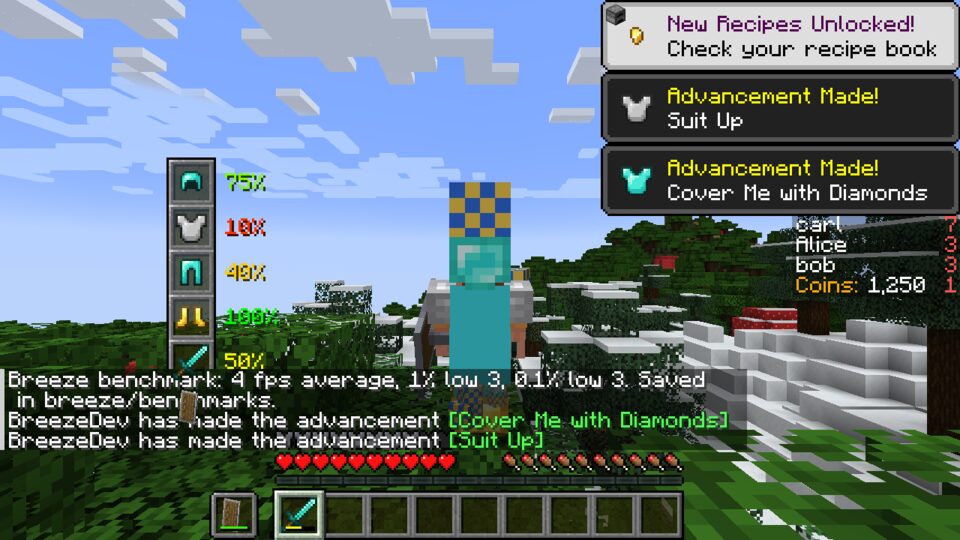 New Recipes Unlocked!
Check your recipe book
Advancement Made!
Suit Up
Advancement Made!
Cover Me with Diamonds
75%
10%
40%
100%
50%
carl 7
Alice 3
bob 3
Coins: 1,250 1
Breeze benchmark: 4 fps average, 1% low 3, 0.1% low 3. Saved
in breeze/benchmarks.
BreezeDev has made the advancement [Cover Me with Diamonds]
BreezeDev has made the advancement [Suit Up]